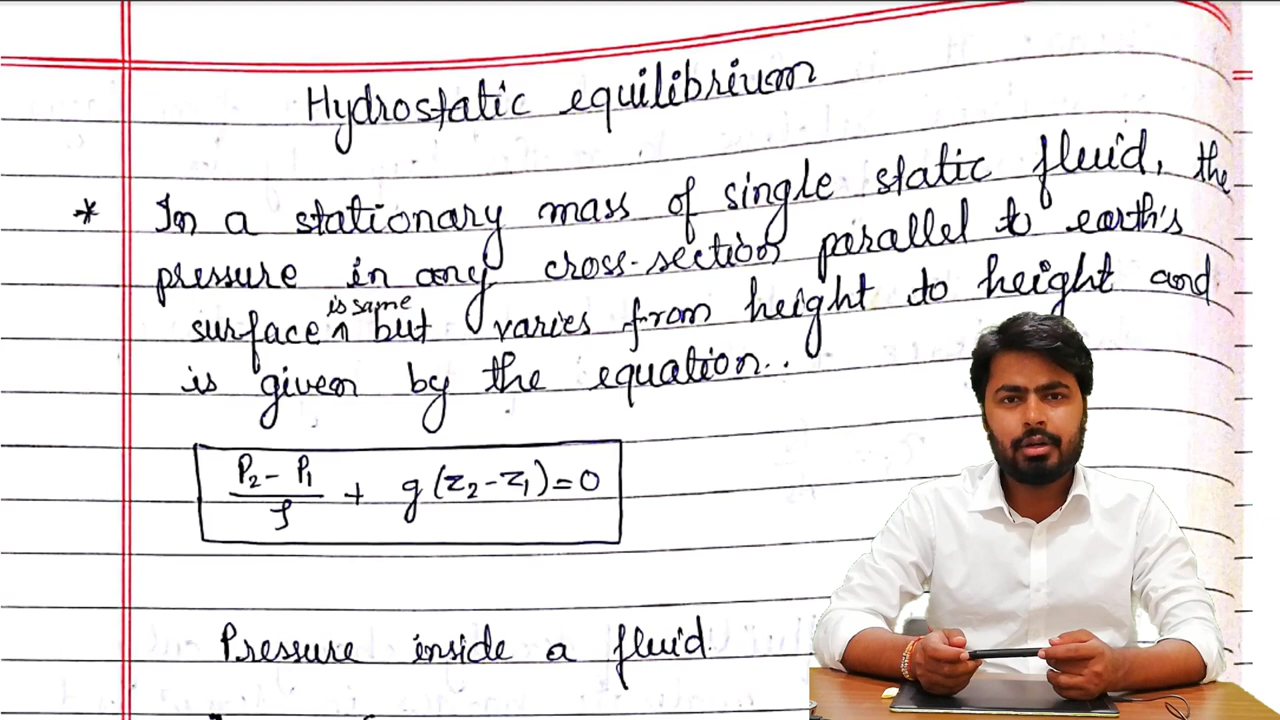 Hydrostatic equilibrium
* In a stationary mass of single static fluid, the
pressure in any cross-section parallel to earth's
surface ^ is same but varies from height to height and
is given by the equation..
(P₂ - P₁)/ρ + g(z₂-z₁)=0
Pressure inside a fluid.